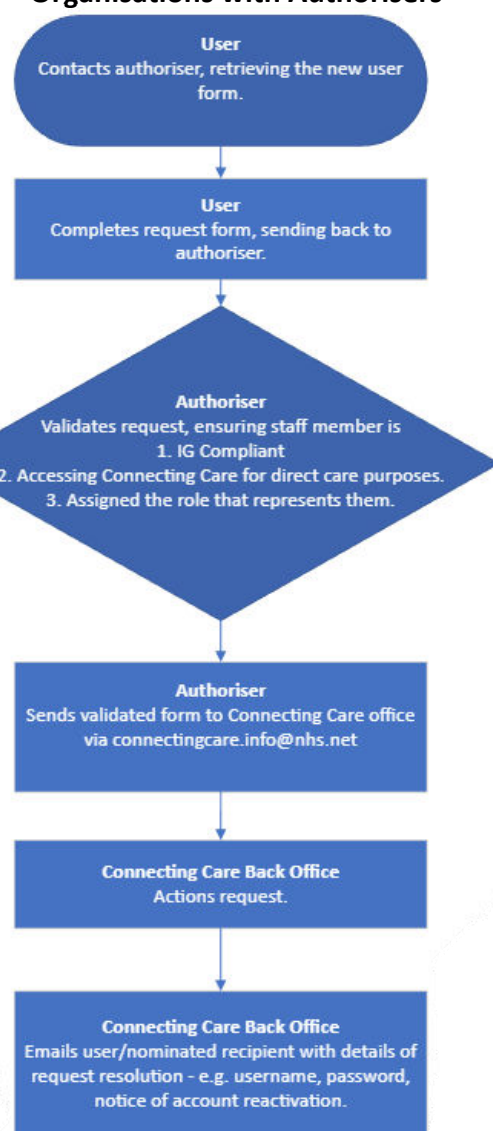 Organisations with Authorisers
User
Contacts authoriser, retrieving the new user
form.
User
Completes request form, sending back to
authoriser.
Authoriser
Validates request, ensuring staff member is
1. IG Compliant
2. Accessing Connecting Care for direct care purposes.
3. Assigned the role that represents them.
Authoriser
Sends validated form to Connecting Care office
via connectingcare.info@nhs.net
Connecting Care Back Office
Actions request.
Connecting Care Back Office
Emails user/nominated recipient with details of
request resolution - e.g. username, password,
notice of account reactivation.